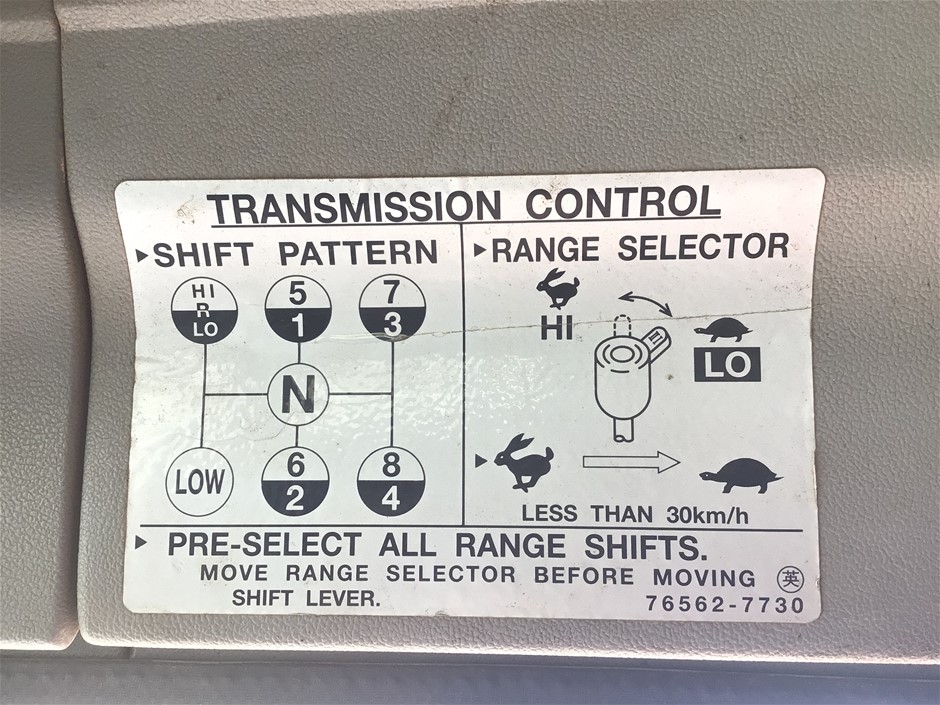 TRANSMISSION CONTROL
SHIFT PATTERN
HI
R
LO
5
1
7
3
N
LOW
6
2
8
4
RANGE SELECTOR
HI
LO
LESS THAN 30km/h
PRE-SELECT ALL RANGE SHIFTS.
MOVE RANGE SELECTOR BEFORE MOVING
SHIFT LEVER.
英
76562-7730